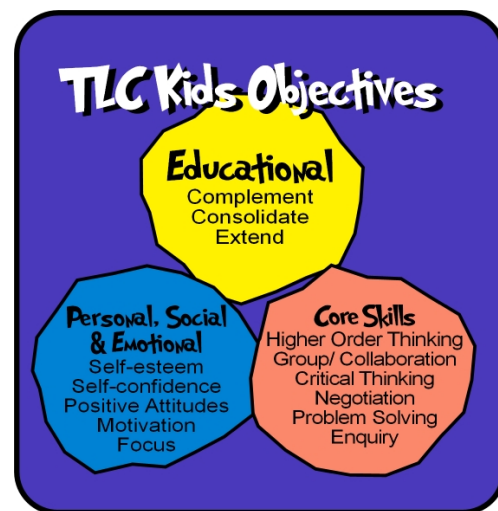 TLC Kids Objectives
Educational
Complement
Consolidate
Extend
Personal, Social
& Emotional
Self-esteem
Self-confidence
Positive Attitudes
Motivation
Focus
Core Skills
Higher Order Thinking
Group/ Collaboration
Critical Thinking
Negotiation
Problem Solving
Enquiry